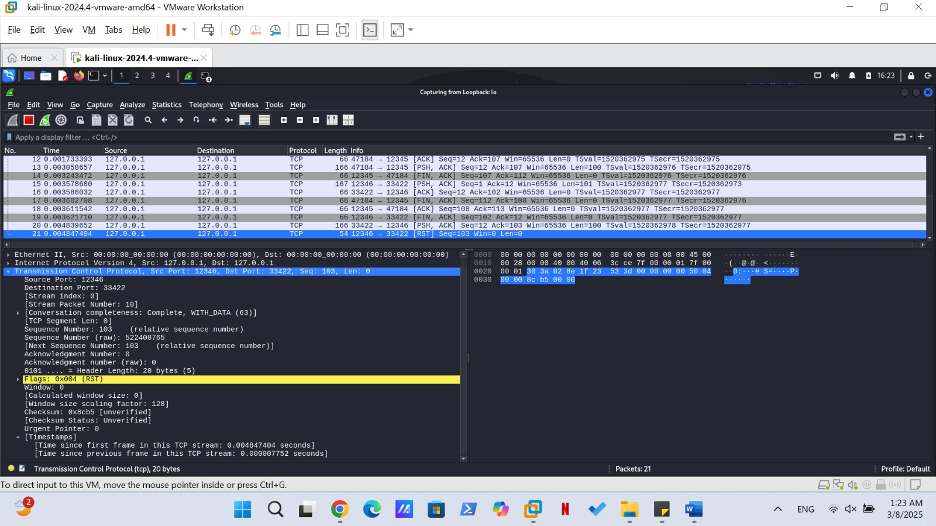 kali-linux-2024.4-vmware-amd64 - VMware Workstation
File Edit View VM Tabs Help
Home
kali-linux-2024.4-vmware-...
1 2 3 4
16:23
Capturing from Loopback: lo
File Edit View Go Capture Analyze Statistics Telephony Wireless Tools Help
Apply a display filter ... <Ctrl-/>
No. Time Source Destination Protocol Length Info
12 0.001733393 127.0.0.1 127.0.0.1 TCP 66 47184 → 12345 [ACK] Seq=12 Ack=107 Win=65536 Len=0 TSval=1520362975 TSecr=1520362975
127.0.0.1 127.0.0.1 TCP 166 47184 → 12345 [PSH, ACK] Seq=12 Ack=107 Win=65536 Len=100 TSval=1520362976 TSecr=1520362975
14 0.003243472 127.0.0.1 127.0.0.1 TCP 66 12345 → 47184 [FIN, ACK] Seq=107 Ack=112 Win=65536 Len=0 TSval=1520362976 TSecr=1520362976
15 0.003578680 127.0.0.1 127.0.0.1 TCP 167 12346 → 33422 [PSH, ACK] Seq=1 Ack=12 Win=65536 Len=101 TSval=1520362977 TSecr=1520362973
16 0.003586032 127.0.0.1 127.0.0.1 TCP 66 33422 → 12346 [ACK] Seq=12 Ack=102 Win=65536 Len=0 TSval=1520362977 TSecr=1520362977
17 0.003602708 127.0.0.1 127.0.0.1 TCP 66 47184 → 12345 [FIN, ACK] Seq=112 Ack=108 Win=65536 Len=0 TSval=1520362977 TSecr=1520362976
18 0.003611542 127.0.0.1 127.0.0.1 TCP 66 12345 → 47184 [ACK] Seq=108 Ack=113 Win=65536 Len=0 TSval=1520362977 TSecr=1520362977
19 0.003621710 127.0.0.1 127.0.0.1 TCP 66 12346 → 33422 [FIN, ACK] Seq=102 Ack=12 Win=65536 Len=0 TSval=1520362977 TSecr=1520362977
20 0.004839652 127.0.0.1 127.0.0.1 TCP 166 33422 → 12346 [PSH, ACK] Seq=12 Ack=103 Win=65536 Len=100 TSval=1520362978 TSecr=1520362977
21 0.004847404 127.0.0.1 127.0.0.1 TCP 54 12346 → 33422 [RST] Seq=103 Win=0 Len=0
Ethernet II, Src: 00:00:00_00:00:00 (00:00:00:00:00:00), Dst: 00:00:00_00:00:00 (00:00:00:00:00:00)
Internet Protocol Version 4, Src: 127.0.0.1, Dst: 127.0.0.1
Transmission Control Protocol, Src Port: 12346, Dst Port: 33422, Seq: 103, Len: 0
Source Port: 12346
Destination Port: 33422
[Stream index: 0]
[Stream Packet Number: 10]
[Conversation completeness: Complete, WITH_DATA (63)]
[TCP Segment Len: 0]
Sequence Number: 103 (relative sequence number)
Sequence Number (raw): 522408765
[Next Sequence Number: 103 (relative sequence number)]
Acknowledgment Number: 0
Acknowledgment number (raw): 0
0101 .... = Header Length: 20 bytes (5)
Flags: 0x004 (RST)
Window: 0
[Calculated window size: 0]
[Window size scaling factor: 128]
Checksum: 0x8cb5 [unverified]
[Checksum Status: Unverified]
Urgent Pointer: 0
[Timestamps]
[Time since first frame in this TCP stream: 0.004847404 seconds]
[Time since previous frame in this TCP stream: 0.000007752 seconds]
0000 00 00 00 00 00 00 00 00 00 00 00 00 08 00 45 00
0010 00 28 00 00 40 00 40 06 3c ce 7f 00 00 01 7f 00
0020 00 01 30 3a 82 8e 1f 23 53 3d 00 00 00 00 50 04
0030 00 00 8c b5 00 00
Transmission Control Protocol (tcp), 20 bytes
Packets: 21
Profile: Default
To direct input to this VM, move the mouse pointer inside or press Ctrl+G.
2
ENG
1:23 AM
3/8/2025